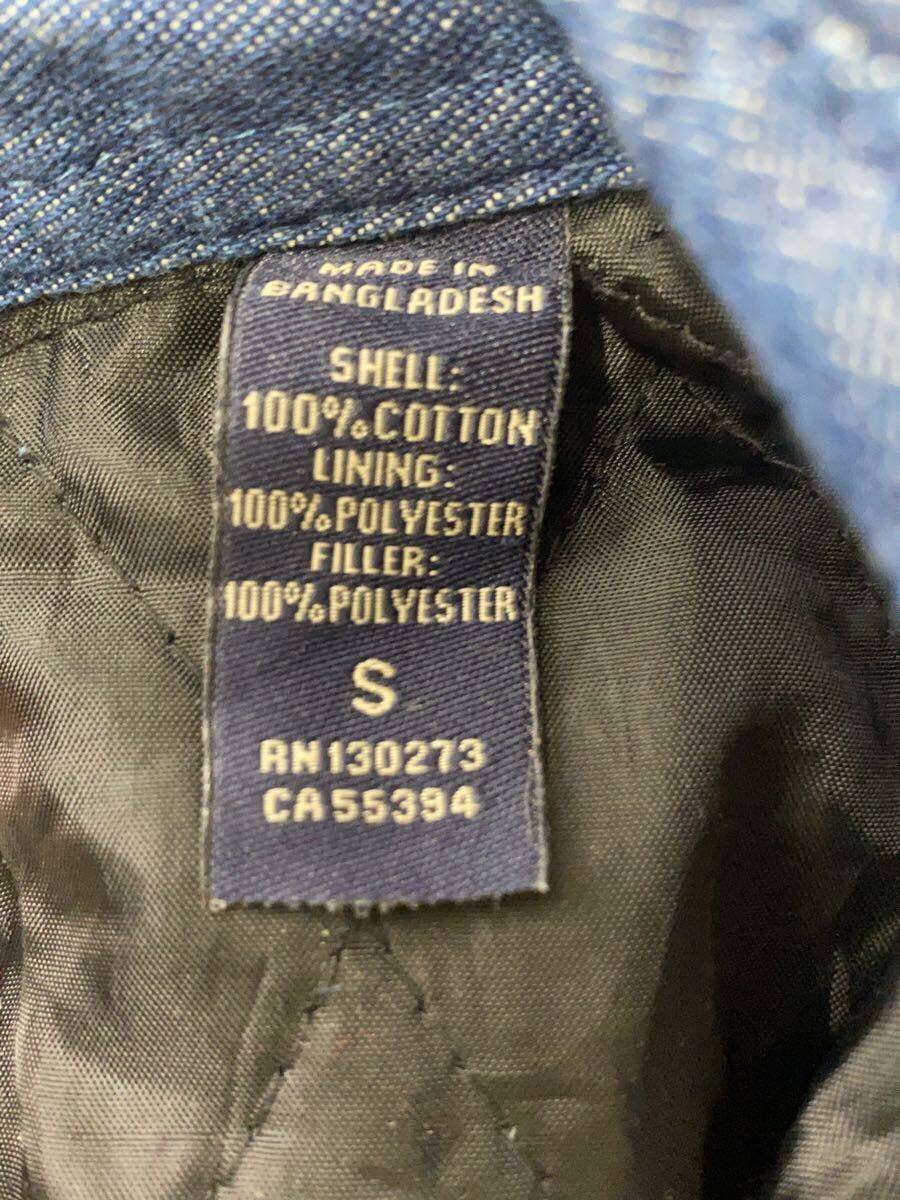 MADE IN
BANGLADESH
SHELL:
100%COTTON
LINING:
100%POLYESTER
FILLER:
100%POLYESTER
S
RN130273
CA55394